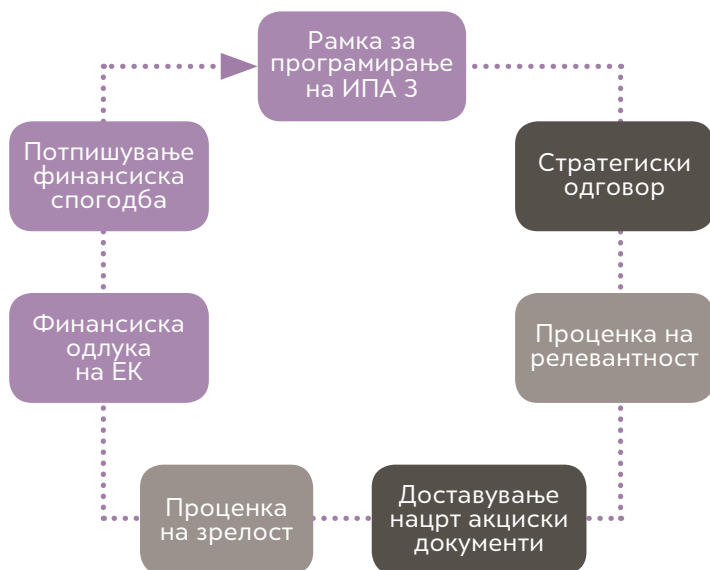 Рамка за
програмирање
на ИПА 3
Стратегиски
одговор
Проценка на
релевантност
Доставување
нацрт акциски
документи
Проценка
на зрелост
Финансиска
одлука
на ЕК
Потпишување
финансиска
спогодба